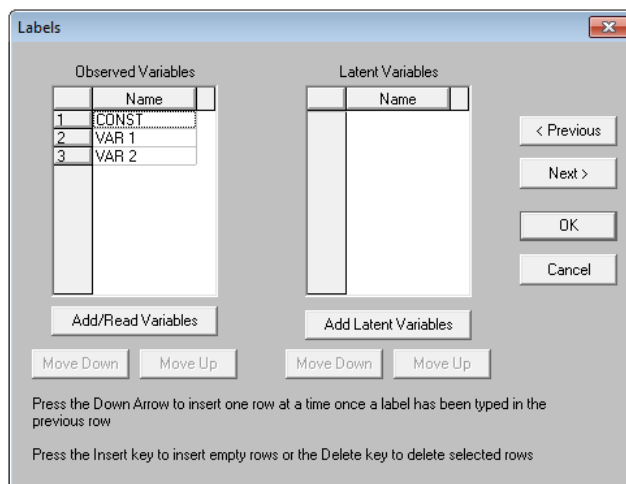 Labels
Observed Variables
Name
1 CONST
2 VAR 1
3 VAR 2
Add/Read Variables
Move Down
Move Up
Latent Variables
Name
Add Latent Variables
Move Down
Move Up
< Previous
Next >
OK
Cancel
Press the Down Arrow to insert one row at a time once a label has been typed in the
previous row
Press the Insert key to insert empty rows or the Delete key to delete selected rows